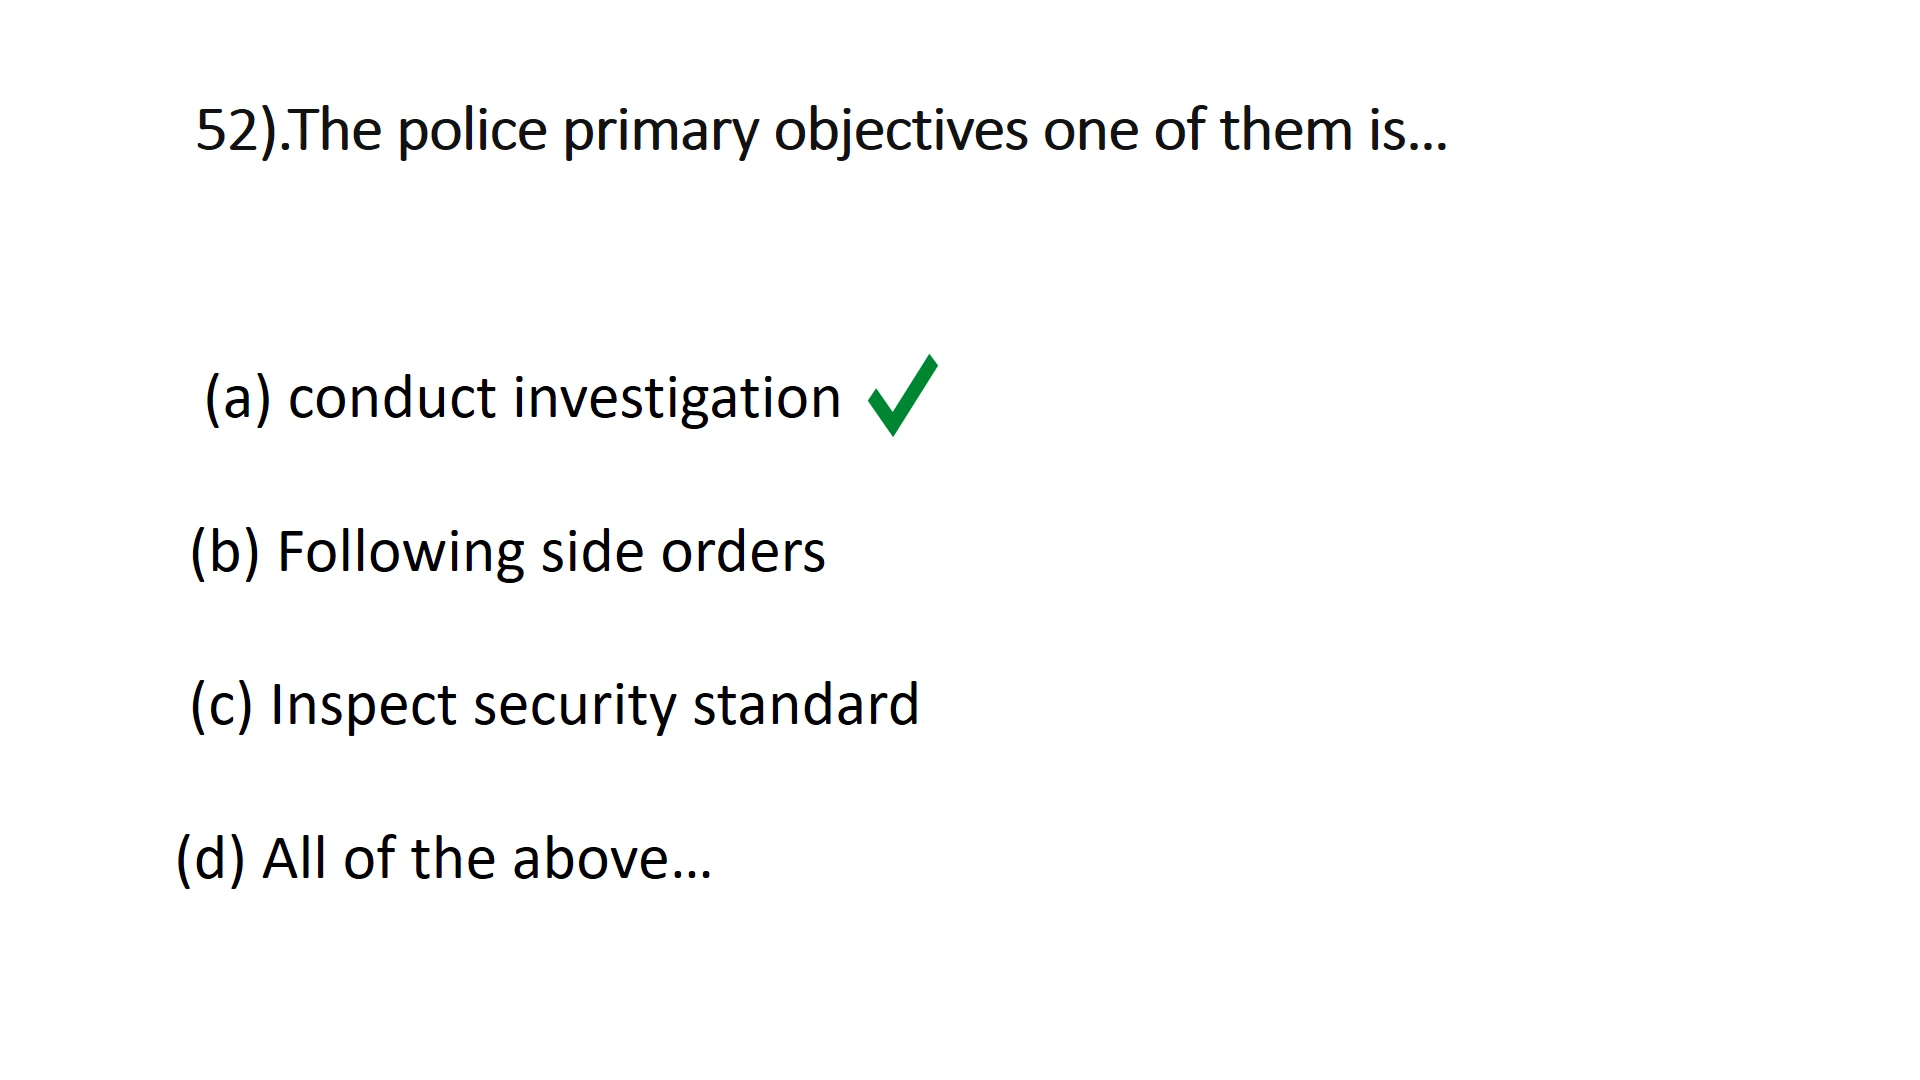 52).The police primary objectives one of them is...
(a) conduct investigation
(b) Following side orders
(c) Inspect security standard
(d) All of the above...